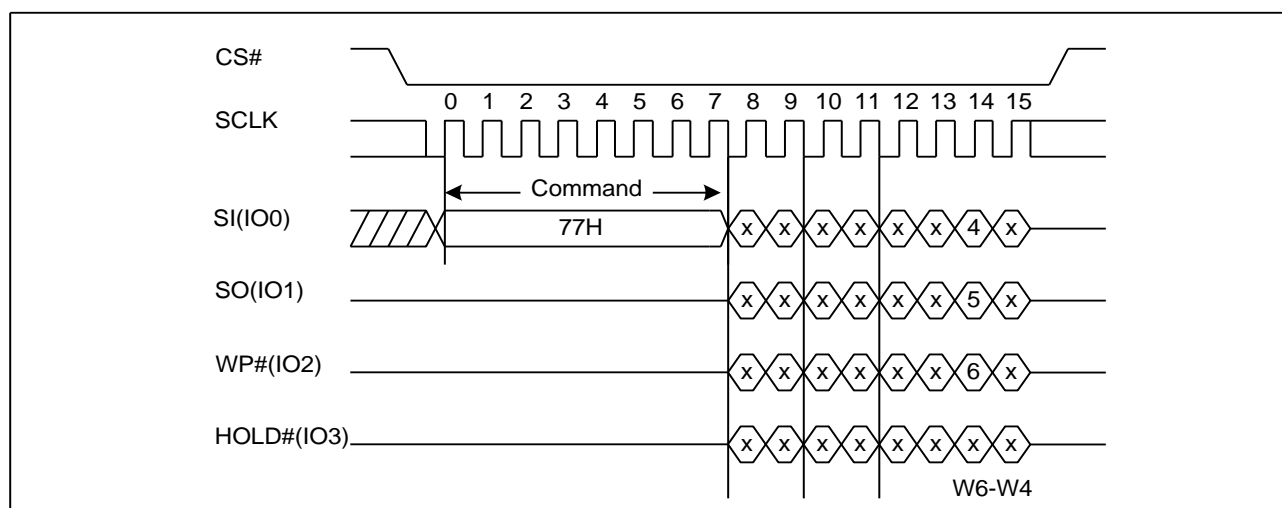 CS#
0 1 2 3 4 5 6 7 8 9 10 11 12 13 14 15
SCLK
Command
SI(IO0) 77H x x x x x x 4 x
SO(IO1) x x x x x x 5 x
WP#(IO2) x x x x x x 6 x
HOLD#(IO3) x x x x x x x x
W6-W4